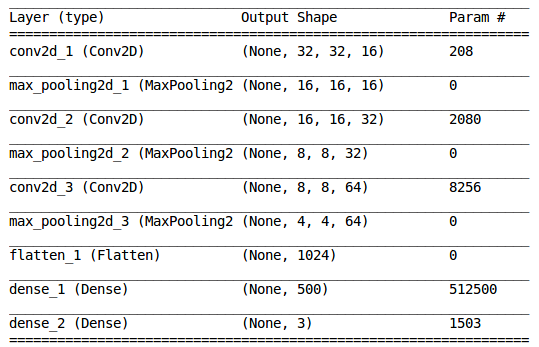 Layer (type) Output Shape Param #
conv2d_1 (Conv2D) (None, 32, 32, 16) 208
max_pooling2d_1 (MaxPooling2 (None, 16, 16, 16) 0
conv2d_2 (Conv2D) (None, 16, 16, 32) 2080
max_pooling2d_2 (MaxPooling2 (None, 8, 8, 32) 0
conv2d_3 (Conv2D) (None, 8, 8, 64) 8256
max_pooling2d_3 (MaxPooling2 (None, 4, 4, 64) 0
flatten_1 (Flatten) (None, 1024) 0
dense_1 (Dense) (None, 500) 512500
dense_2 (Dense) (None, 3) 1503